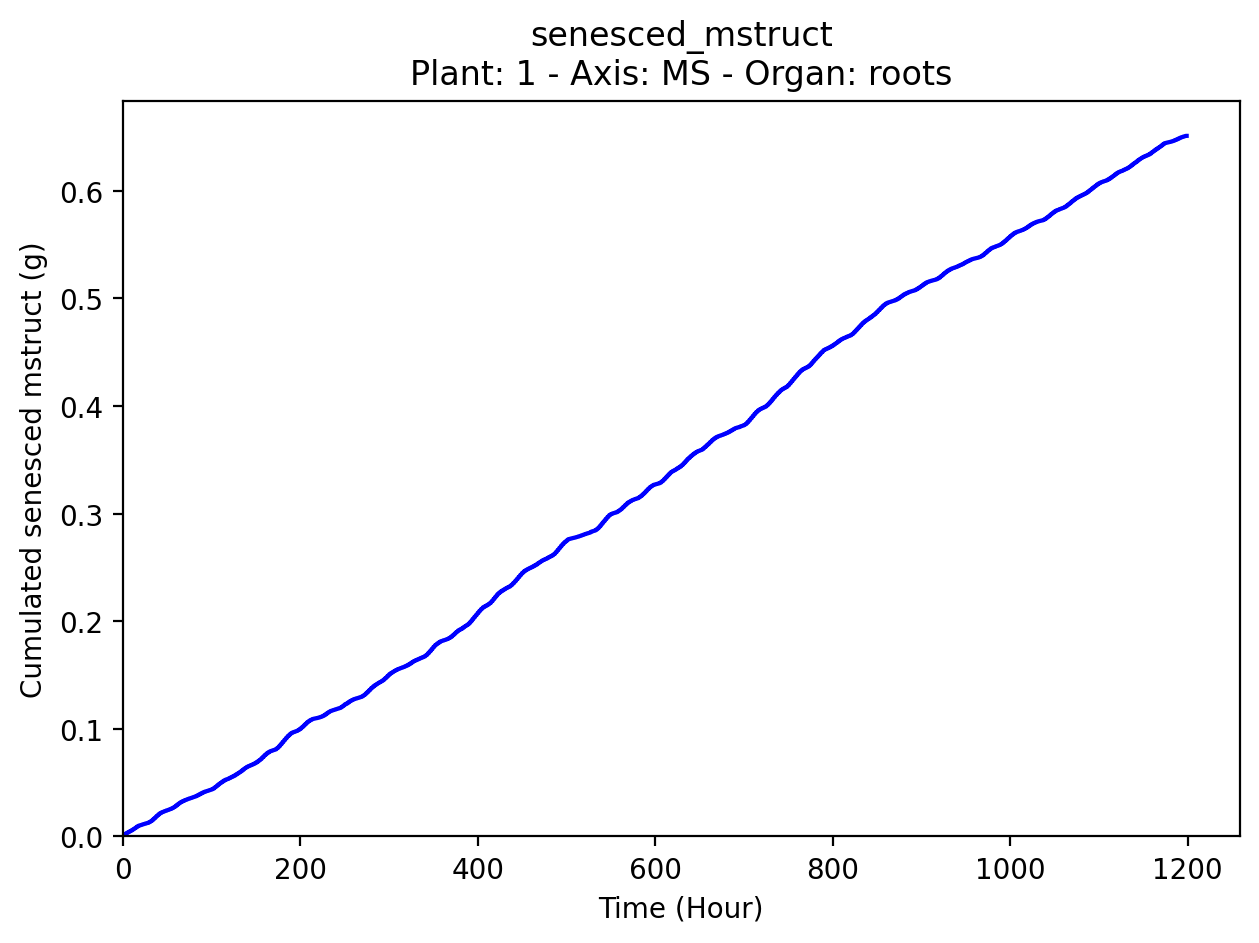 senesced_mstruct
Plant: 1 - Axis: MS - Organ: roots
Cumulated senesced mstruct (g)
0.6
0.5
0.4
0.3
0.2
0.1
0.0
0 200 400 600 800 1000 1200
Time (Hour)